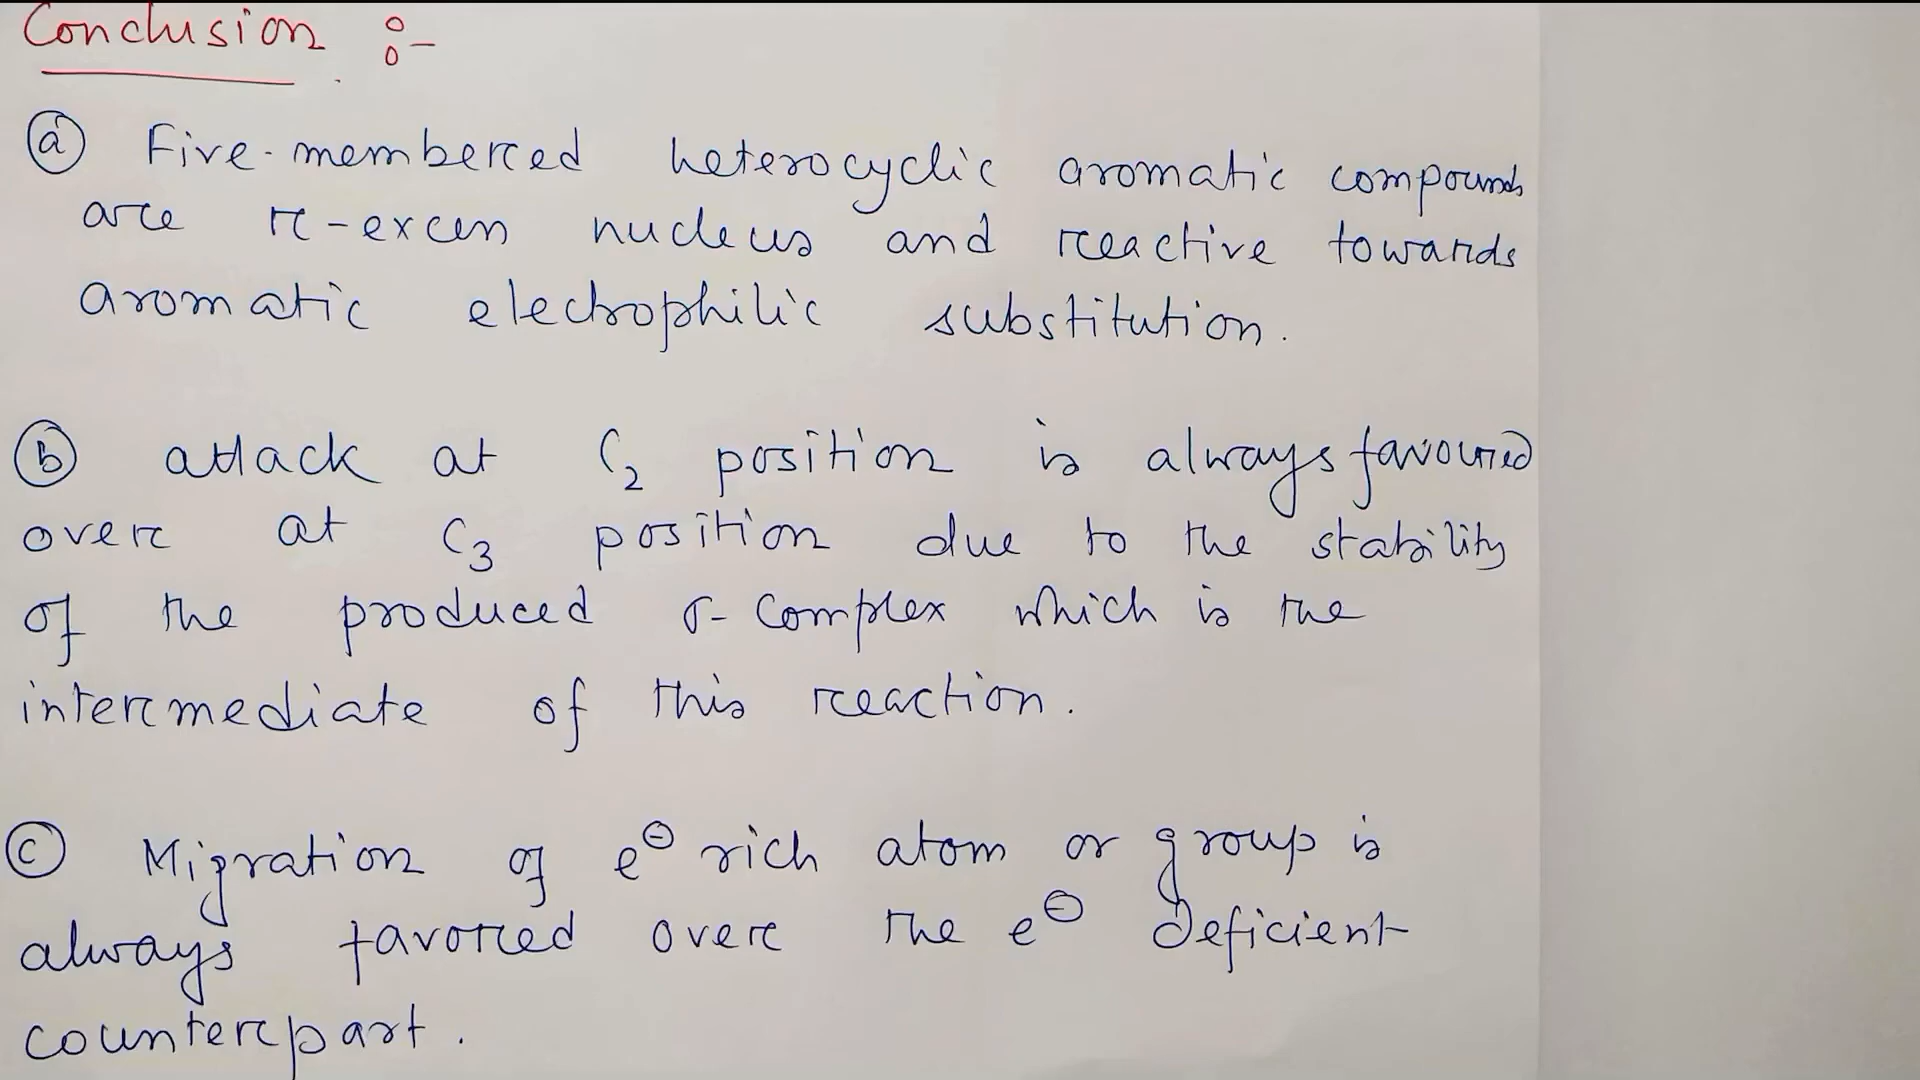 Conclusion :-
(a) Five-membered heterocyclic aromatic compounds
are π-excess nucleus and reactive towards
aromatic electrophilic substitution.
(b) attack at C₂ position is always favoured
over at C₃ position due to the stability
of the produced σ-complex which is the
intermediate of this reaction.
(c) Migration of e⊖ rich atom or group is
always favored over the e⊖ deficient
counterpart.